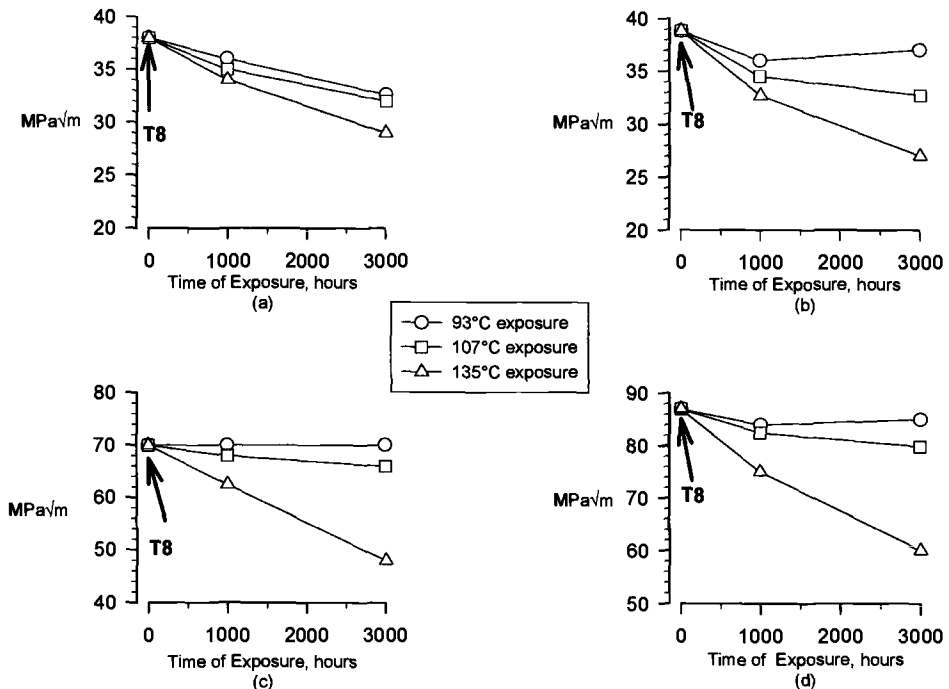 40
35
MPa√m
30
T8
25
20
0 1000 2000 3000
Time of Exposure, hours
(a)
40
35
MPa√m
30
T8
25
20
0 1000 2000 3000
Time of Exposure, hours
(b)
93°C exposure
107°C exposure
135°C exposure
80
70
MPa√m
60
50
T8
40
0 1000 2000 3000
Time of Exposure, hours
(c)
90
80
MPa√m
T8
70
60
50
0 1000 2000 3000
Time of Exposure, hours
(d)